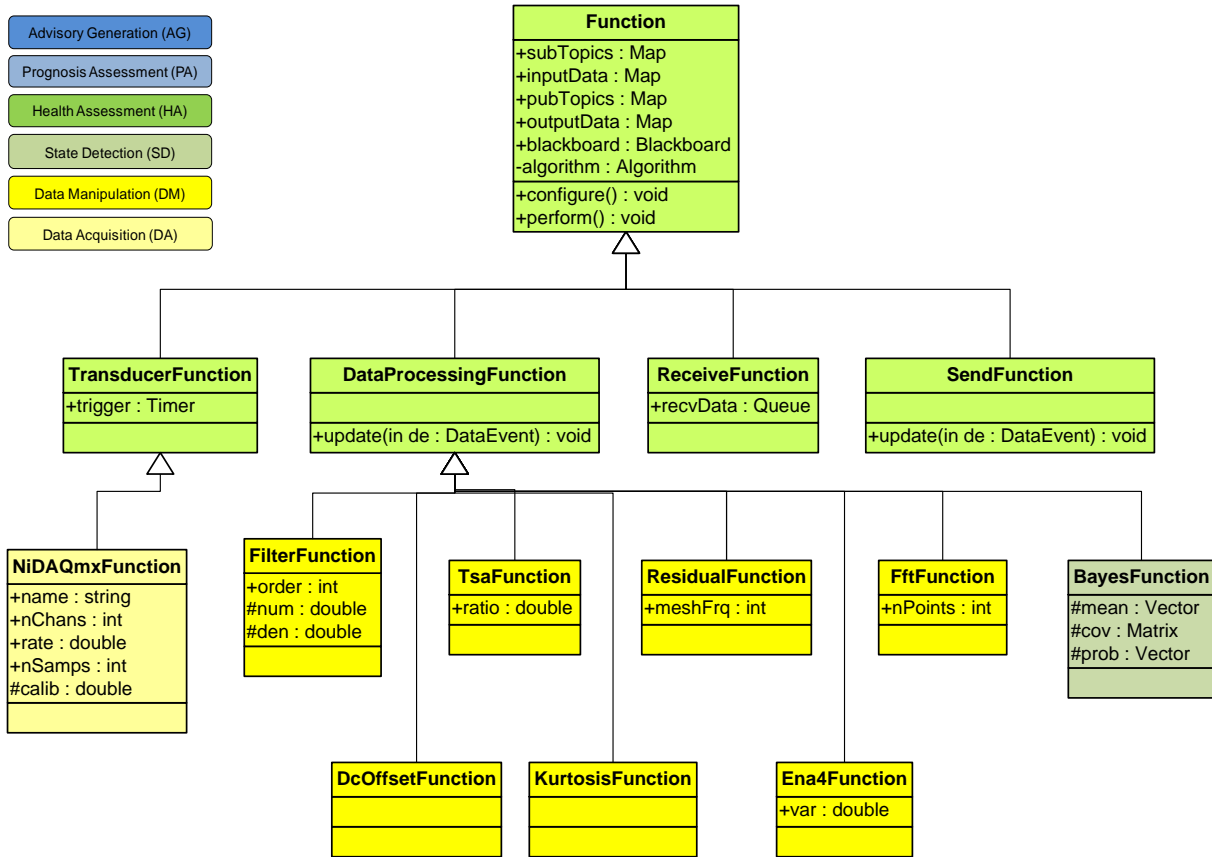 Advisory Generation (AG)
Prognosis Assessment (PA)
Health Assessment (HA)
State Detection (SD)
Data Manipulation (DM)
Data Acquisition (DA)
Function
+subTopics : Map
+inputData : Map
+pubTopics : Map
+outputData : Map
+blackboard : Blackboard
-algorithm : Algorithm
+configure() : void
+perform() : void
TransducerFunction
+trigger : Timer
DataProcessingFunction
+update(in de : DataEvent) : void
ReceiveFunction
+recvData : Queue
SendFunction
+update(in de : DataEvent) : void
NiDAQmxFunction
+name : string
+nChans : int
+rate : double
+nSamps : int
#calib : double
FilterFunction
+order : int
#num : double
#den : double
TsaFunction
+ratio : double
ResidualFunction
+meshFrq : int
FftFunction
+nPoints : int
BayesFunction
#mean : Vector
#cov : Matrix
#prob : Vector
DcOffsetFunction
KurtosisFunction
Ena4Function
+var : double